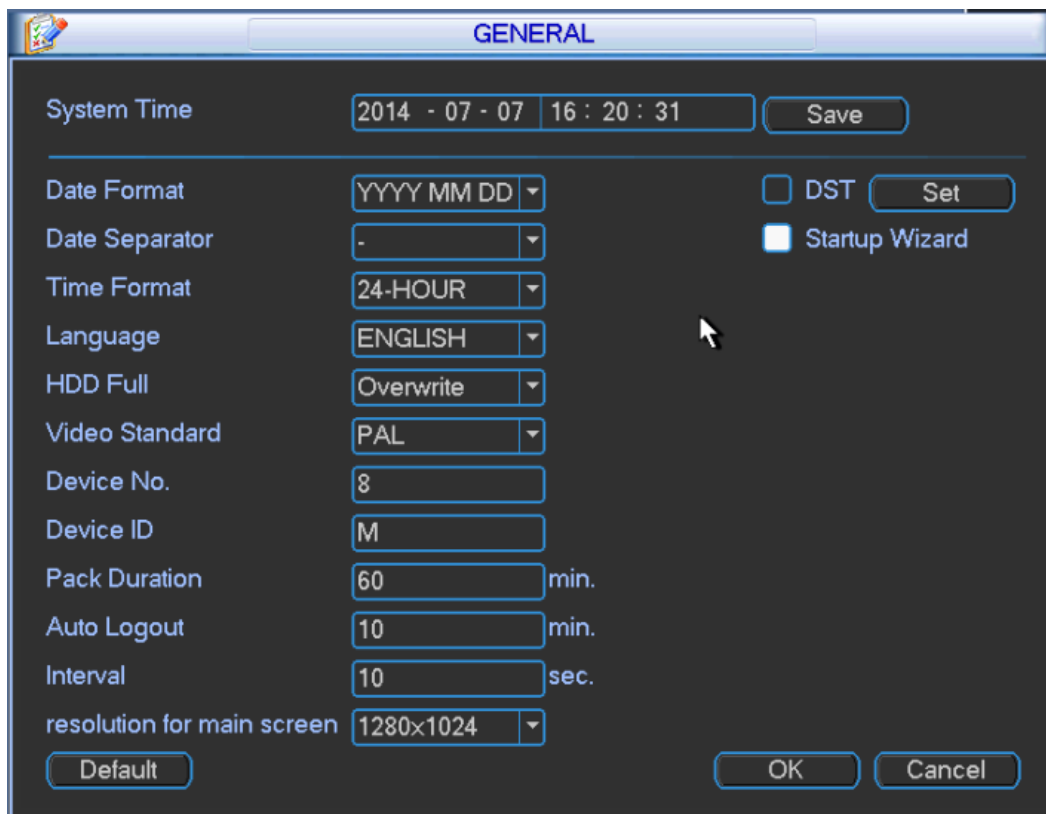 GENERAL
System Time 2014 - 07 - 07 16 : 20 : 31 Save
Date Format YYYY MM DD DST Set
Date Separator - Startup Wizard
Time Format 24-HOUR
Language ENGLISH
HDD Full Overwrite
Video Standard PAL
Device No. 8
Device ID M
Pack Duration 60 min.
Auto Logout 10 min.
Interval 10 sec.
resolution for main screen 1280x1024
Default OK Cancel